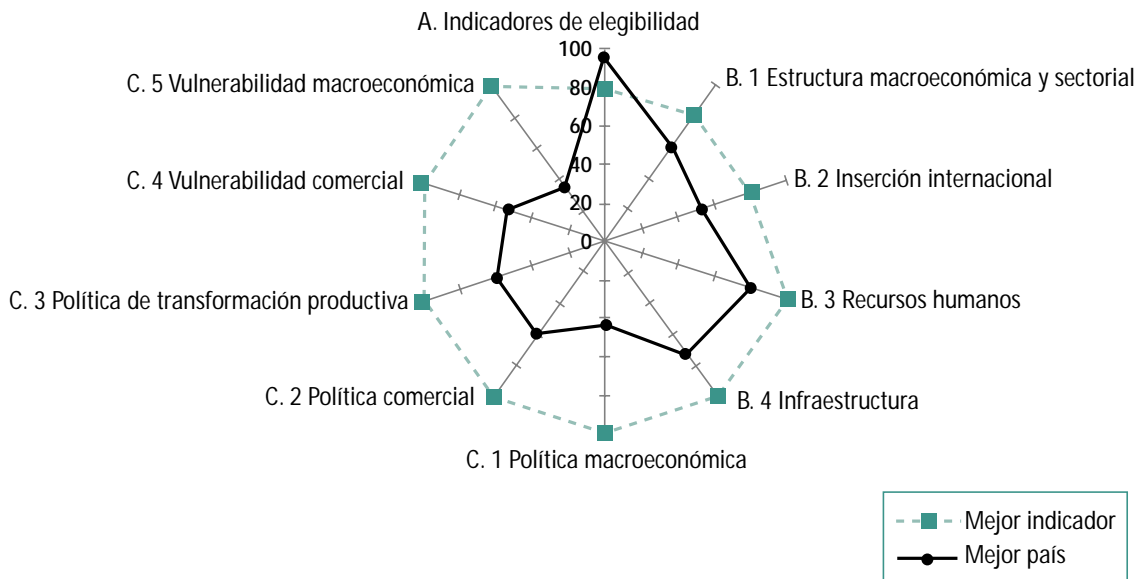 A. Indicadores de elegibilidad
100
80
60
40
20
0
B. 1 Estructura macroeconómica y sectorial
B. 2 Inserción internacional
B. 3 Recursos humanos
B. 4 Infraestructura
C. 1 Política macroeconómica
C. 2 Política comercial
C. 3 Política de transformación productiva
C. 4 Vulnerabilidad comercial
C. 5 Vulnerabilidad macroeconómica
Mejor indicador
Mejor país